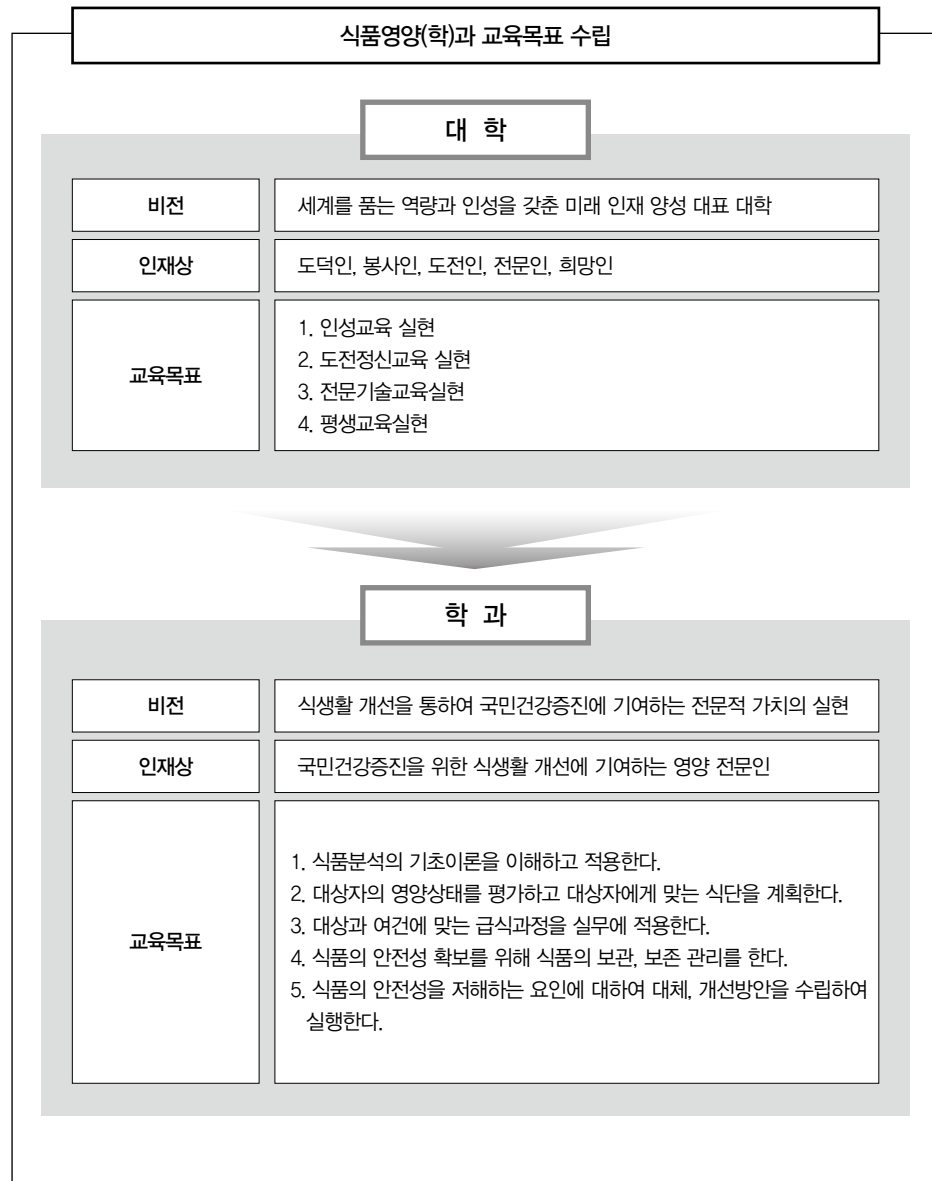 식품영양(학)과 교육목표 수립
대 학
비전
세계를 품는 역량과 인성을 갖춘 미래 인재 양성 대표 대학
인재상
도덕인, 봉사인, 도전인, 전문인, 희망인
교육목표
1. 인성교육 실현
2. 도전정신교육 실현
3. 전문기술교육실현
4. 평생교육실현
학 과
비전
식생활 개선을 통하여 국민건강증진에 기여하는 전문적 가치의 실현
인재상
국민건강증진을 위한 식생활 개선에 기여하는 영양 전문인
교육목표
1. 식품분석의 기초이론을 이해하고 적용한다.
2. 대상자의 영양상태를 평가하고 대상자에게 맞는 식단을 계획한다.
3. 대상과 여건에 맞는 급식과정을 실무에 적용한다.
4. 식품의 안전성 확보를 위해 식품의 보관, 보존 관리를 한다.
5. 식품의 안전성을 저해하는 요인에 대하여 대체, 개선방안을 수립하여
실행한다.